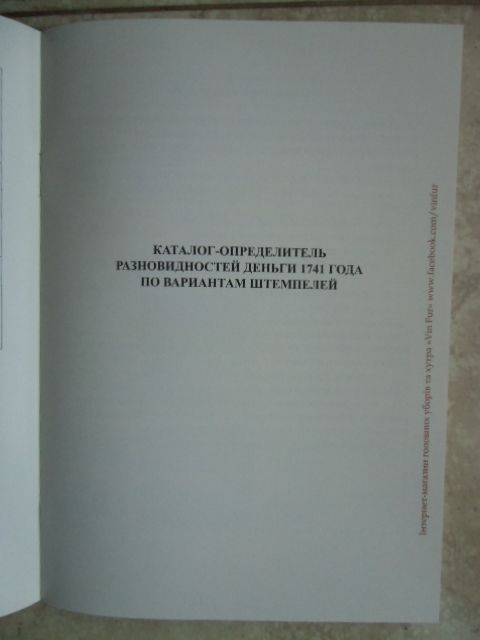 КАТАЛОГ-ОПРЕДЕЛИТЕЛЬ
РАЗНОВИДНОСТЕЙ ДЕНЬГИ 1741 ГОДА
ПО ВАРИАНТАМ ШТЕМПЕЛЕЙ
Інтернет-магазин головних уборів та хутра «Vin Fur» www.facebook.com/vinfur